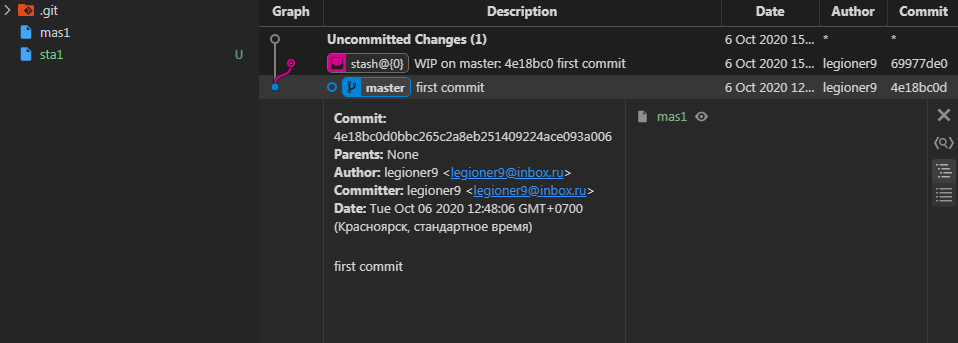 .git
mas1
sta1 U
Graph Description Date Author Commit
Uncommitted Changes (1) 6 Oct 2020 15... * *
stash@{0} WIP on master: 4e18bc0 first commit 6 Oct 2020 15... legioner9 69977de0
master first commit 6 Oct 2020 12... legioner9 4e18bc0d
Commit:
4e18bc0d0bbc265c2a8eb251409224ace093a006
Parents: None
Author: legioner9 <legioner9@inbox.ru>
Committer: legioner9 <legioner9@inbox.ru>
Date: Tue Oct 06 2020 12:48:06 GMT+0700
(Красноярск, стандартное время)
first commit
mas1